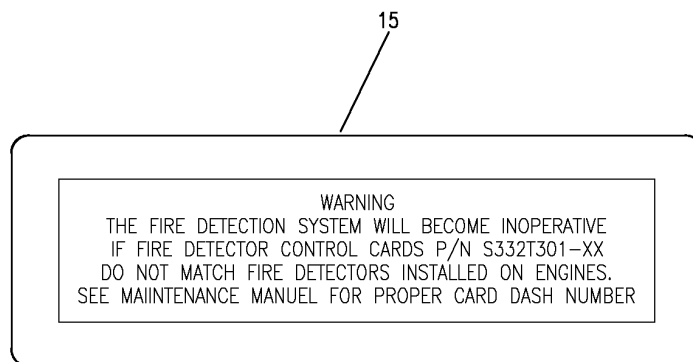 15
WARNING
THE FIRE DETECTION SYSTEM WILL BECOME INOPERATIVE
IF FIRE DETECTOR CONTROL CARDS P/N S332T301-XX
DO NOT MATCH FIRE DETECTORS INSTALLED ON ENGINES.
SEE MAIINTENANCE MANUEL FOR PROPER CARD DASH NUMBER